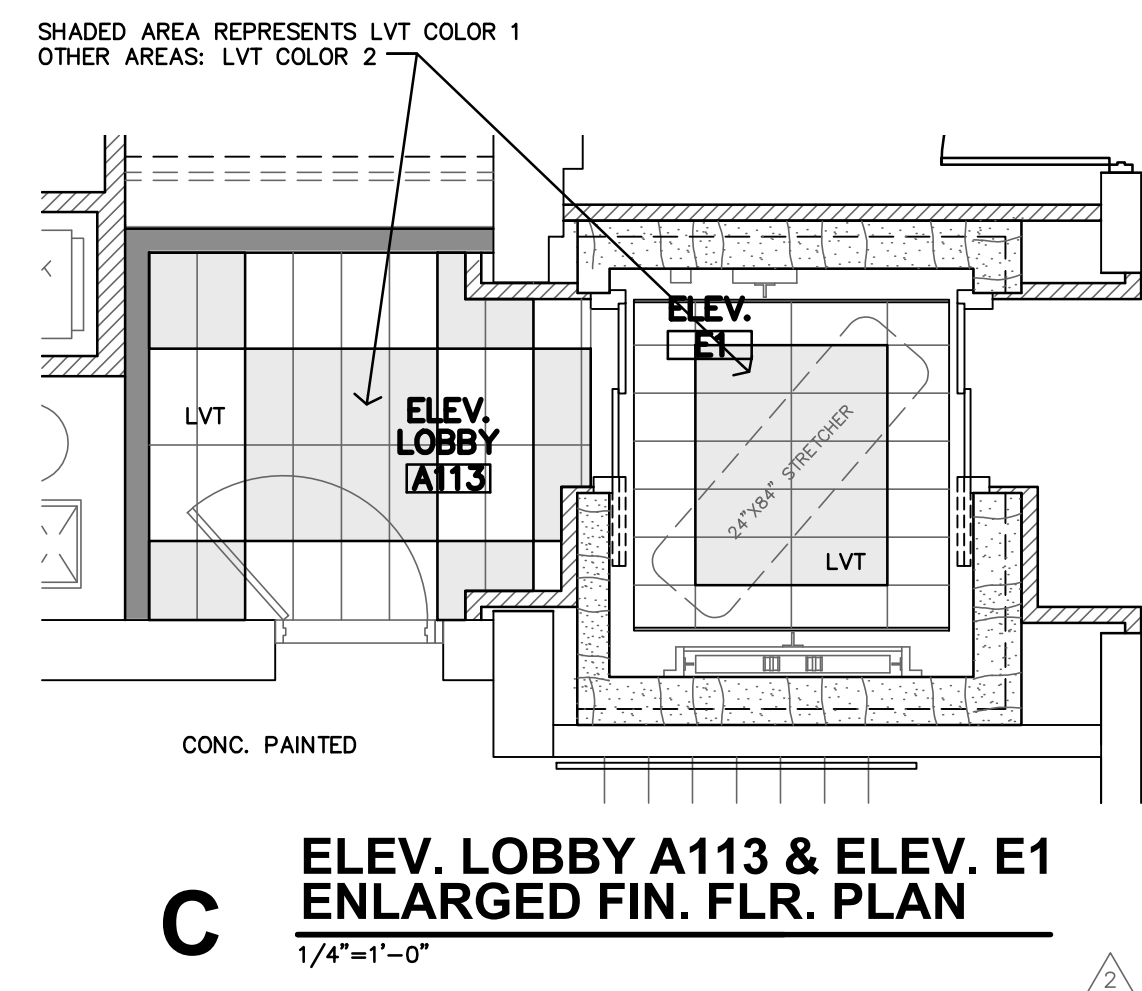 SHADED AREA REPRESENTS LVT COLOR 1
OTHER AREAS: LVT COLOR 2
ELEV.
E1
LVT
ELEV.
LOBBY
A113
24"X84" STRETCHER
LVT
CONC. PAINTED
C
ELEV. LOBBY A113 & ELEV. E1
ENLARGED FIN. FLR. PLAN
1/4"=1'-0"
2